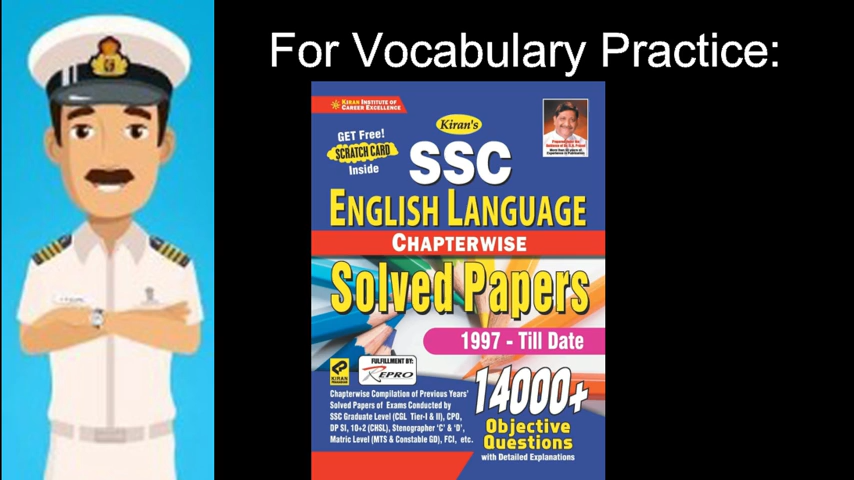 For Vocabulary Practice:
KIRAN INSTITUTE OF
CAREER EXCELLENCE
Kiran's
GET Free!
SCRATCH CARD
Inside
SSC
ENGLISH LANGUAGE
CHAPTERWISE
Solved Papers
1997 - Till Date
KIRAN
FULFILLMENT BY:
REPRO
14000+
Objective
Questions
with Detailed Explanations
Chapterwise Compilation of Previous Years'
Solved Papers of Exams Conducted by
SSC Graduate Level (CGL Tier-I & II), CPO,
DP SI, 10+2 (CHSL), Stenographer 'C' & 'D',
Matric Level (MTS & Constable GD), FCI, etc.